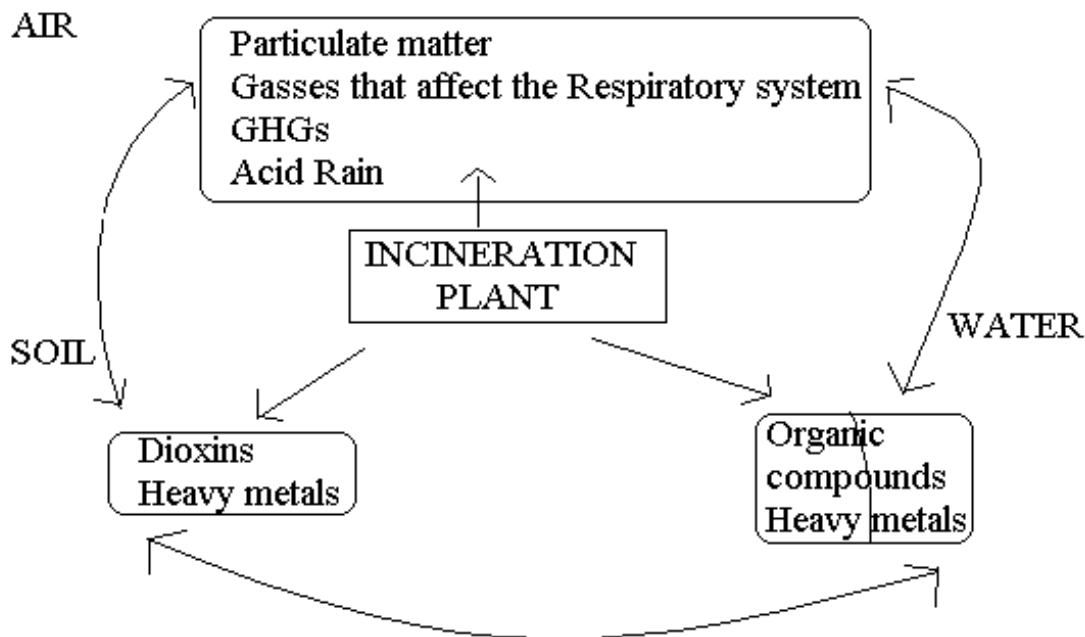 AIR
Particulate matter
Gasses that affect the Respiratory system
GHGs
Acid Rain
INCINERATION
PLANT
SOIL
WATER
Dioxins
Heavy metals
Organic
compounds
Heavy metals